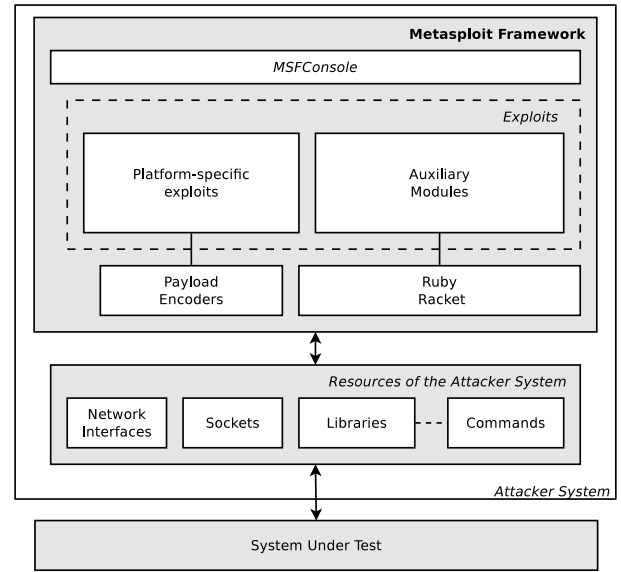 Metasploit Framework
MSFConsole
Exploits
Platform-specific
exploits
Auxiliary
Modules
Payload
Encoders
Ruby
Racket
Resources of the Attacker System
Network
Interfaces
Sockets
Libraries
Commands
Attacker System
System Under Test